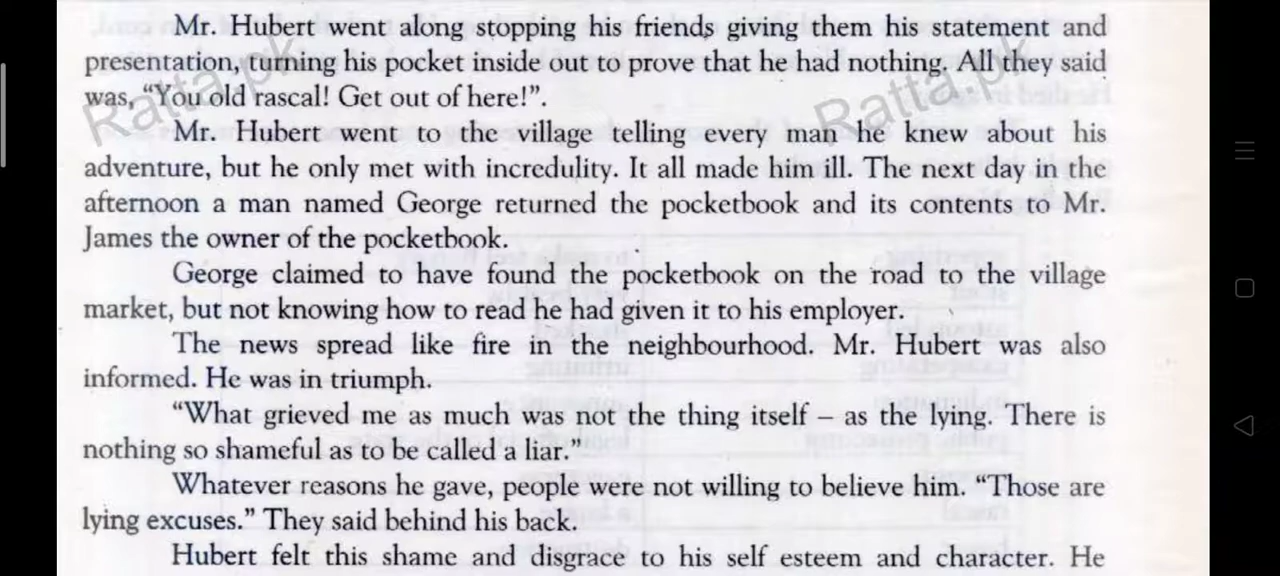 Mr. Hubert went along stopping his friends giving them his statement and
presentation, turning his pocket inside out to prove that he had nothing. All they said
was, “You old rascal! Get out of here!”.
Mr. Hubert went to the village telling every man he knew about his
adventure, but he only met with incredulity. It all made him ill. The next day in the
afternoon a man named George returned the pocketbook and its contents to Mr.
James the owner of the pocketbook.
George claimed to have found the pocketbook on the road to the village
market, but not knowing how to read he had given it to his employer.
The news spread like fire in the neighbourhood. Mr. Hubert was also
informed. He was in triumph.
“What grieved me as much was not the thing itself – as the lying. There is
nothing so shameful as to be called a liar.”
Whatever reasons he gave, people were not willing to believe him. “Those are
lying excuses.” They said behind his back.
Hubert felt this shame and disgrace to his self esteem and character. He
Ratta.pk
Ratta.pk